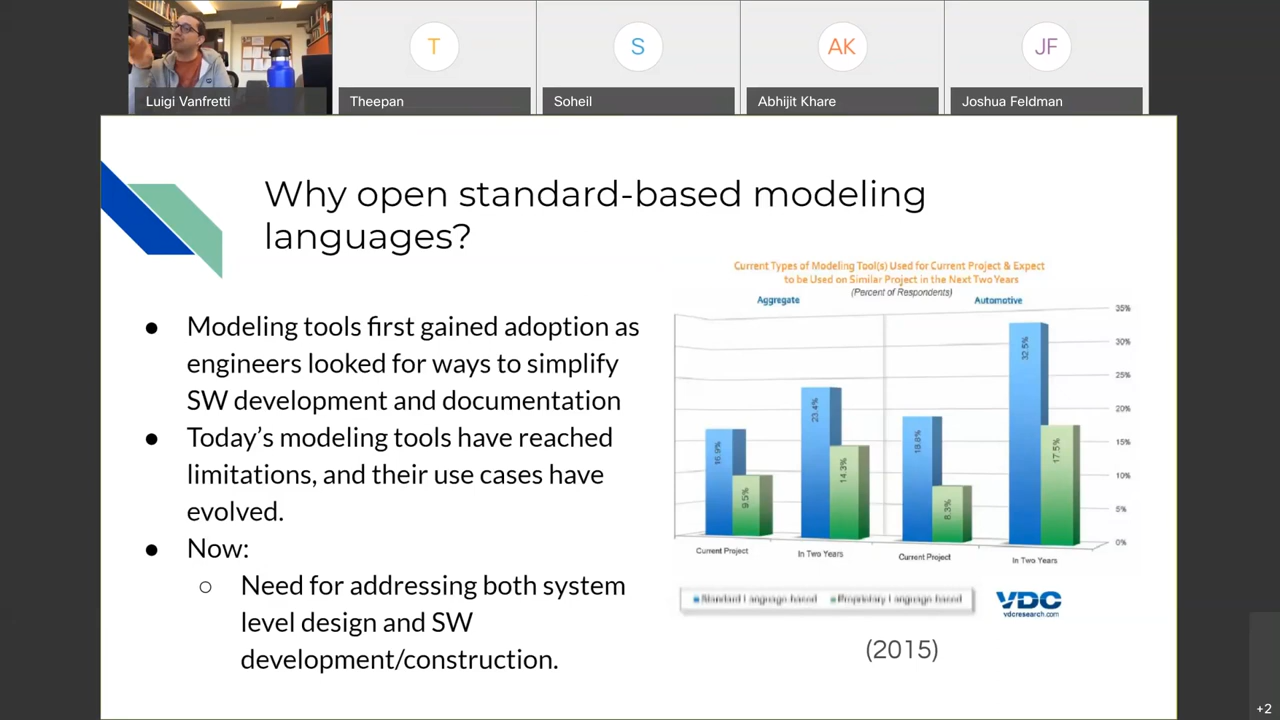 T
S
AK
JF
Luigi Vanfretti
Theepan
Soheil
Abhijit Khare
Joshua Feldman
Why open standard-based modeling
languages?
● Modeling tools first gained adoption as
engineers looked for ways to simplify
SW development and documentation
● Today’s modeling tools have reached
limitations, and their use cases have
evolved.
● Now:
○ Need for addressing both system
level design and SW
development/construction.
Current Types of Modeling Tool(s) Used for Current Project & Expect
to be Used on Similar Project in the Next Two Years
(Percent of Respondents)
Aggregate
Automotive
35%
30%
25%
20%
15%
10%
5%
0%
16.9%
9.5%
23.4%
14.3%
18.8%
8.3%
32.5%
17.5%
Current Project
In Two Years
Current Project
In Two Years
Standard Language based
Proprietary Language based
VDC
vdcresearch.com
(2015)
+2